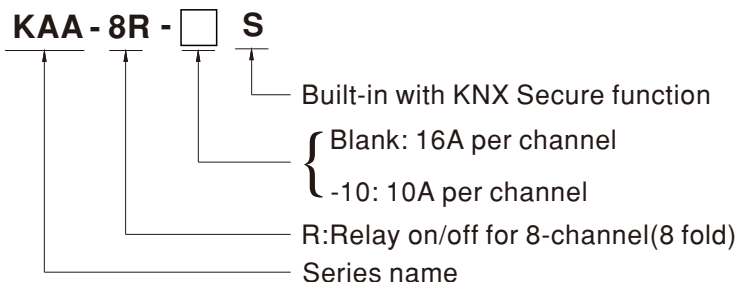 KAA - 8R - □ S
Built-in with KNX Secure function
Blank: 16A per channel
-10: 10A per channel
R:Relay on/off for 8-channel(8 fold)
Series name